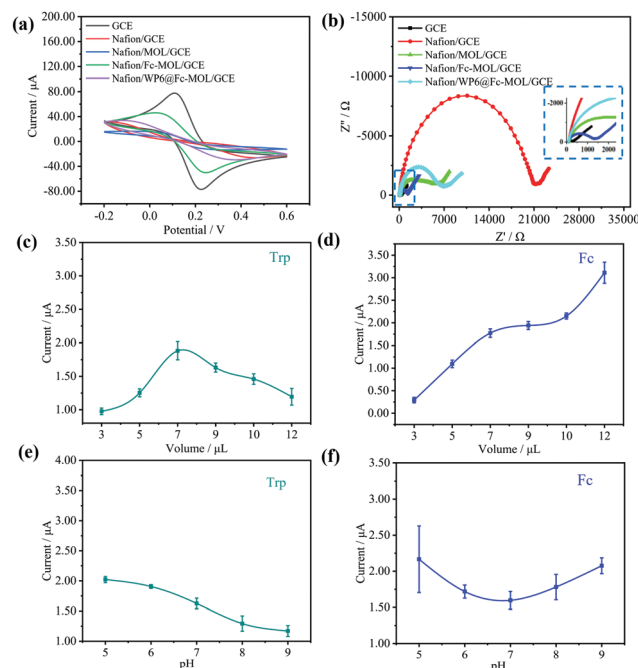 (a)
200.00
160.00
120.00
80.00
40.00
0.00
40.00
80.00
Current / μA
GCE
Nafion/GCE
Nafion/MOL/GCE
Nafion/Fc-MOL/GCE
Nafion/WP6@Fc-MOL/GCE
-0.2 0.0 0.2 0.4 0.6
Potential / V
(b)
-15000
-10000
-5000
0
Z'' / Ω
GCE
Nafion/GCE
Nafion/MOL/GCE
Nafion/Fc-MOL/GCE
Nafion/WP6@Fc-MOL/GCE
-2000
0
0 1000 2000
0 7000 14000 21000 28000 35000
Z' / Ω
(c)
Trp
3.50
3.00
2.50
2.00
1.50
1.00
Current / μA
3 5 7 9 10 12
Volume / μL
(d)
Fc
3.50
3.00
2.50
2.00
1.50
1.00
0.50
0.00
Current / μA
3 5 7 9 10 12
Volume / μL
(e)
Trp
4.00
3.50
3.00
2.50
2.00
1.50
1.00
Current / μA
5 6 7 8 9
pH
(f)
Fc
3.50
3.00
2.50
2.00
1.50
1.00
Current / μA
5 6 7 8 9
pH